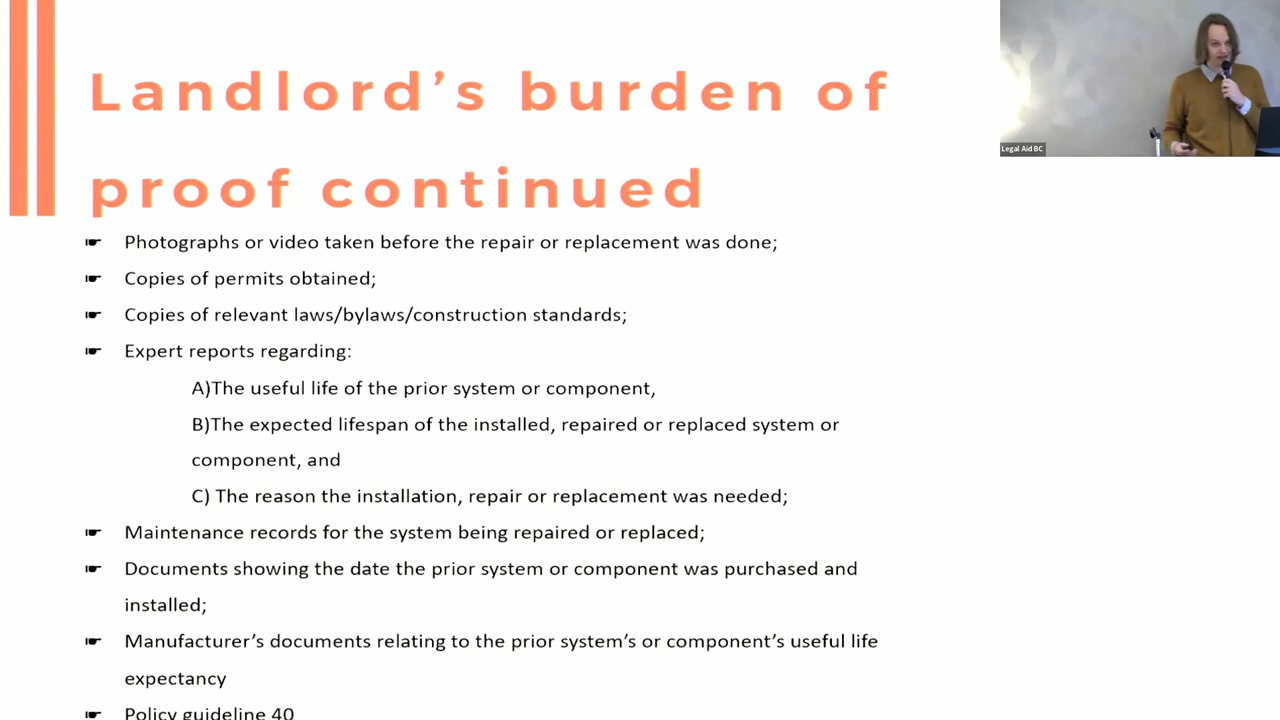 Landlord’s burden of
proof continued
Legal Aid BC
☛ Photographs or video taken before the repair or replacement was done;
☛ Copies of permits obtained;
☛ Copies of relevant laws/bylaws/construction standards;
☛ Expert reports regarding:
A)The useful life of the prior system or component,
B)The expected lifespan of the installed, repaired or replaced system or
component, and
C) The reason the installation, repair or replacement was needed;
☛ Maintenance records for the system being repaired or replaced;
☛ Documents showing the date the prior system or component was purchased and
installed;
☛ Manufacturer’s documents relating to the prior system’s or component’s useful life
expectancy
☛ Policy guideline 40